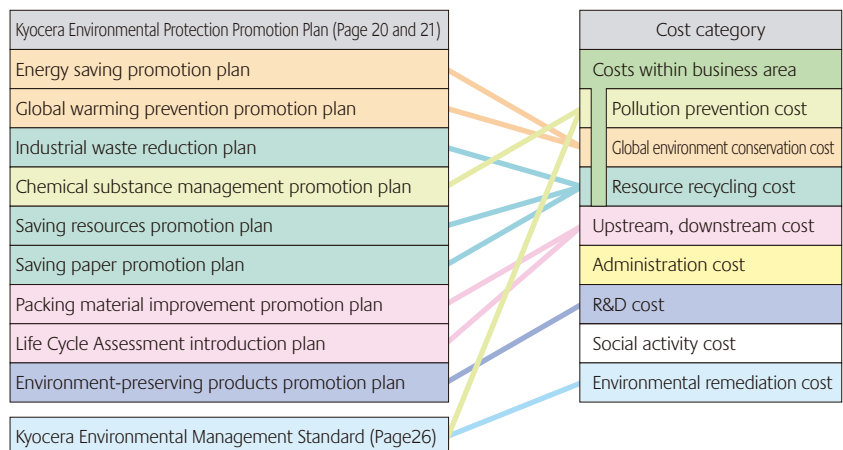 Kyocera Environmental Protection Promotion Plan (Page 20 and 21)
Energy saving promotion plan
Global warming prevention promotion plan
Industrial waste reduction plan
Chemical substance management promotion plan
Saving resources promotion plan
Saving paper promotion plan
Packing material improvement promotion plan
Life Cycle Assessment introduction plan
Environment-preserving products promotion plan
Kyocera Environmental Management Standard (Page26)
Cost category
Costs within business area
Pollution prevention cost
Global environment conservation cost
Resource recycling cost
Upstream, downstream cost
Administration cost
R&D cost
Social activity cost
Environmental remediation cost